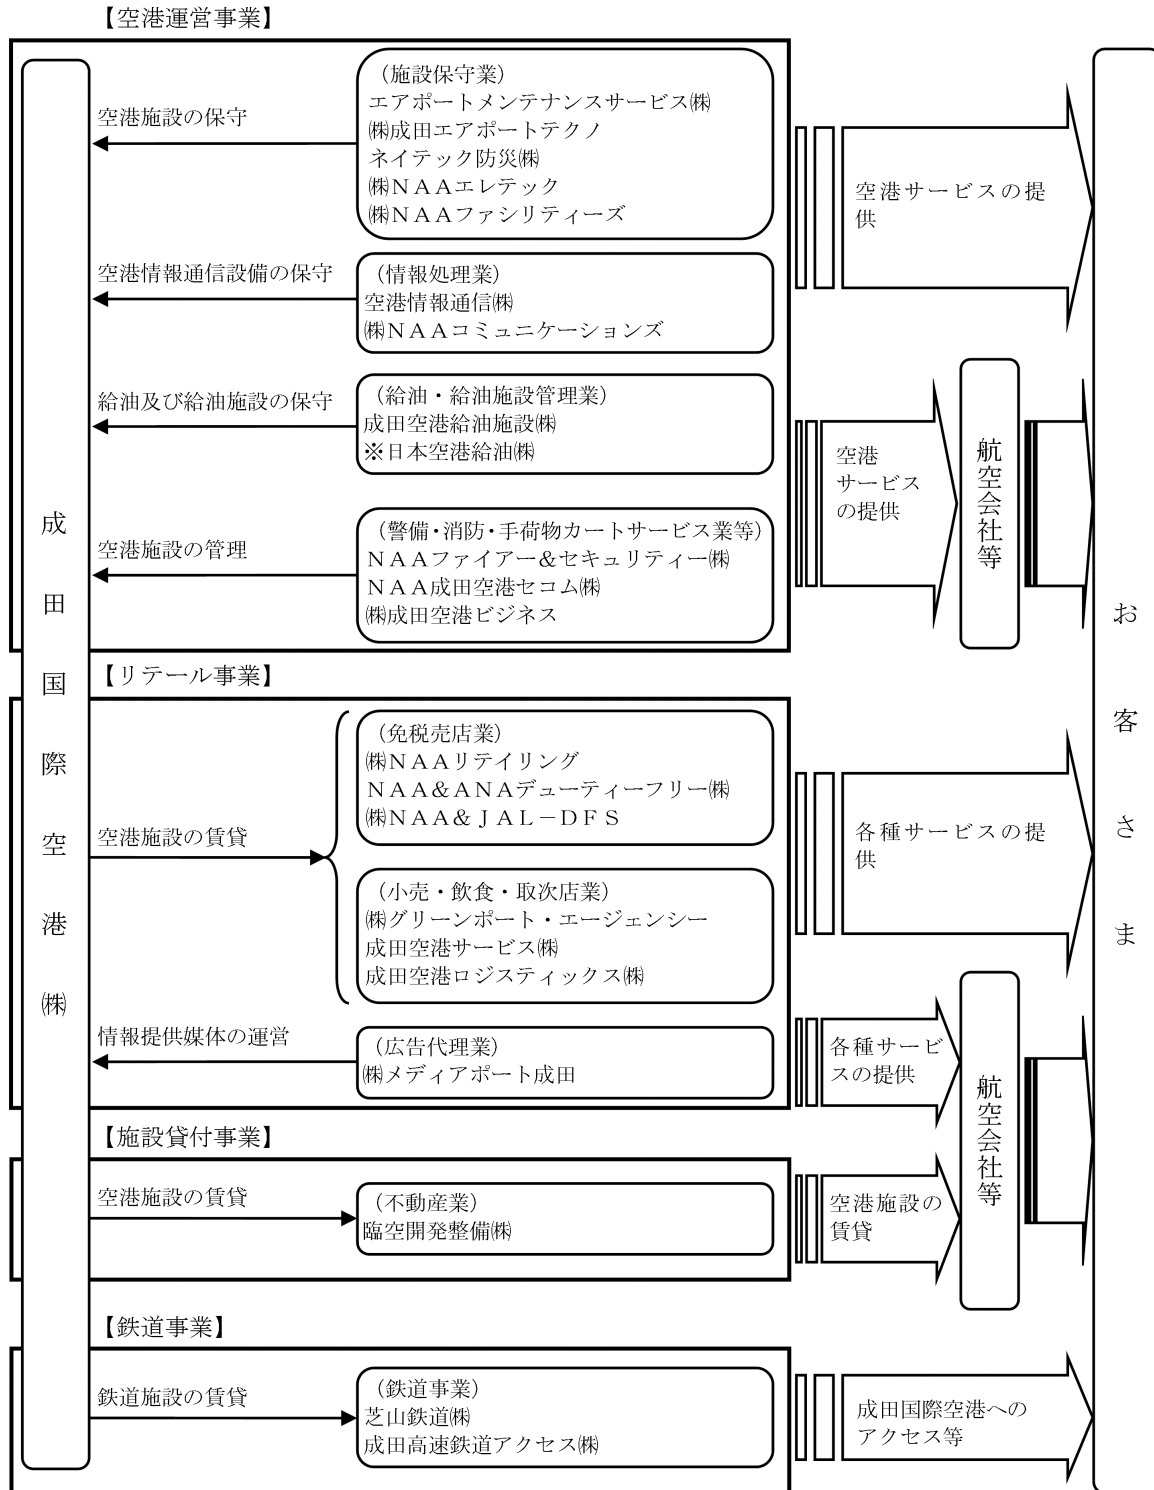 【空港運営事業】
空港施設の保守
（施設保守業）
エアポートメンテナンスサービス㈱
㈱成田エアポートテクノ
ネイテック防災㈱
㈱ＮＡＡエレテック
㈱ＮＡＡファシリティーズ
空港サービスの提
供
空港情報通信設備の保守
（情報処理業）
空港情報通信㈱
㈱ＮＡＡコミュニケーションズ
給油及び給油施設の保守
（給油・給油施設管理業）
成田空港給油施設㈱
※日本空港給油㈱
空港
サービス
の提供
航空会社等
空港施設の管理
（警備・消防・手荷物カートサービス業等）
ＮＡＡファイアー＆セキュリティー㈱
ＮＡＡ成田空港セコム㈱
㈱成田空港ビジネス
成田国際空港㈱
お客さま
【リテール事業】
空港施設の賃貸
（免税売店業）
㈱ＮＡＡリテイリング
ＮＡＡ＆ＡＮＡデューティーフリー㈱
㈱ＮＡＡ＆ＪＡＬ－ＤＦＳ
各種サービスの提
供
（小売・飲食・取次店業）
㈱グリーンポート・エージェンシー
成田空港サービス㈱
成田空港ロジスティックス㈱
情報提供媒体の運営
（広告代理業）
㈱メディアポート成田
各種サービ
スの提供
航空会社等
【施設貸付事業】
空港施設の賃貸
（不動産業）
臨空開発整備㈱
空港施設の
賃貸
【鉄道事業】
鉄道施設の賃貸
（鉄道事業）
芝山鉄道㈱
成田高速鉄道アクセス㈱
成田国際空港への
アクセス等